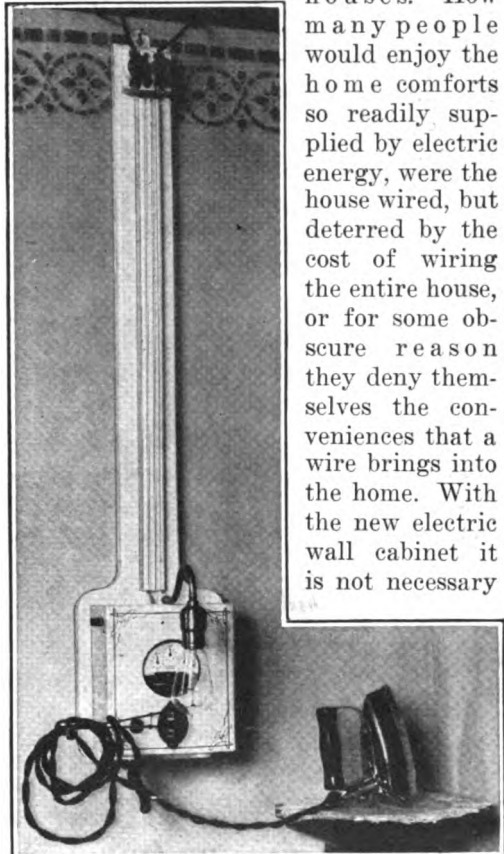 houses. How
many people
would enjoy the
home comforts
so readily sup-
plied by electric
energy, were the
house wired, but
deterred by the
cost of wiring
the entire house,
or for some ob-
scure reason
they deny them-
selves the con-
veniences that a
wire brings into
the home. With
the new electric
wall cabinet it
is not necessary